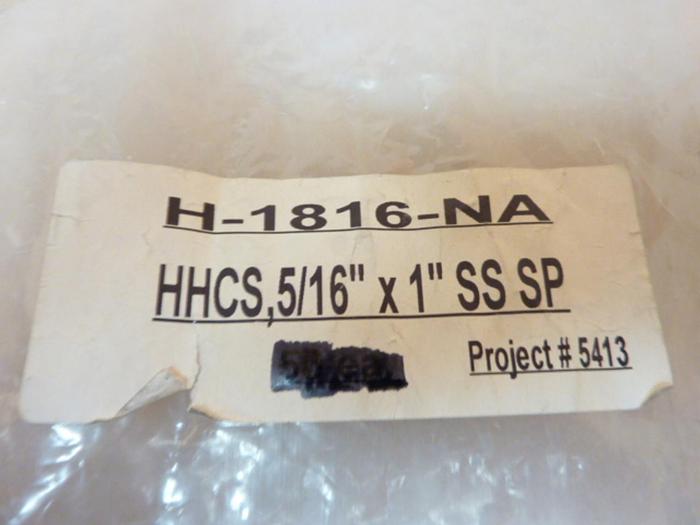 H-1816-NA
HHCS,5/16" x 1" SS SP
Project # 5413